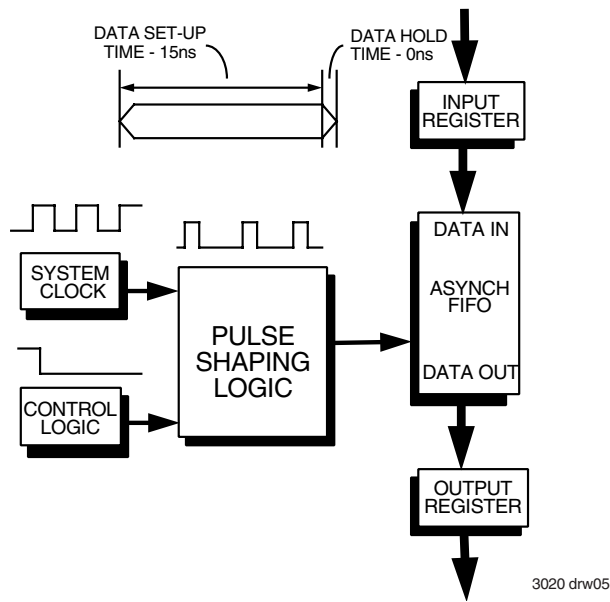 DATA SET-UP
TIME - 15ns
DATA HOLD
TIME - 0ns
INPUT
REGISTER
SYSTEM
CLOCK
PULSE
SHAPING
LOGIC
CONTROL
LOGIC
DATA IN
ASYNCH
FIFO
DATA OUT
OUTPUT
REGISTER
3020 drw05